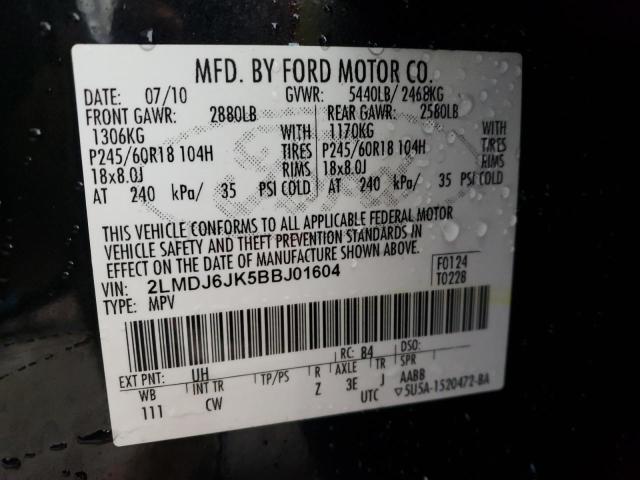 MFD. BY FORD MOTOR CO.
DATE: 07/10 GVWR: 5440LB/ 2468KG
FRONT GAWR: 2880LB REAR GAWR: 2580LB
1306KG WITH 1170KG WITH
P245/60R18 104H TIRES P245/60R18 104H TIRES
18x8.0J RIMS 18x8.0J RIMS
AT 240 kPa/ 35 PSI COLD AT 240 kPa/ 35 PSI COLD
THIS VEHICLE CONFORMS TO ALL APPLICABLE FEDERAL MOTOR
VEHICLE SAFETY AND THEFT PREVENTION STANDARDS IN
EFFECT ON THE DATE OF MANUFACTURE SHOWN ABOVE.
VIN: 2LMDJ6JK5BBJ01604 F0124
TYPE: MPV T0228
EXT PNT: UH RC: 84 DSO:
WB INT TR TP/PS R AXLE TR SPR
111 CW Z 3E J AABB
UTC ▽5U5A-1520472-BA